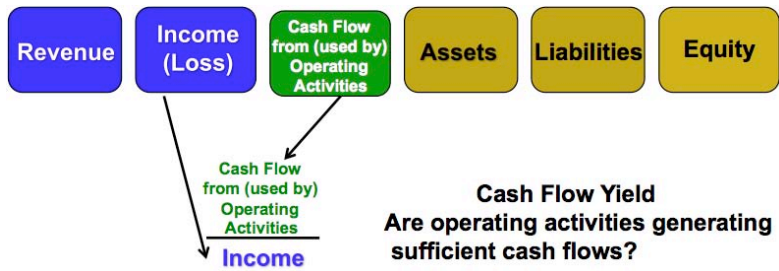 Revenue
Income
(Loss)
Cash Flow
from (used by)
Operating
Activities
Assets
Liabilities
Equity
Cash Flow
from (used by)
Operating
Activities
Income
Cash Flow Yield
Are operating activities generating
sufficient cash flows?